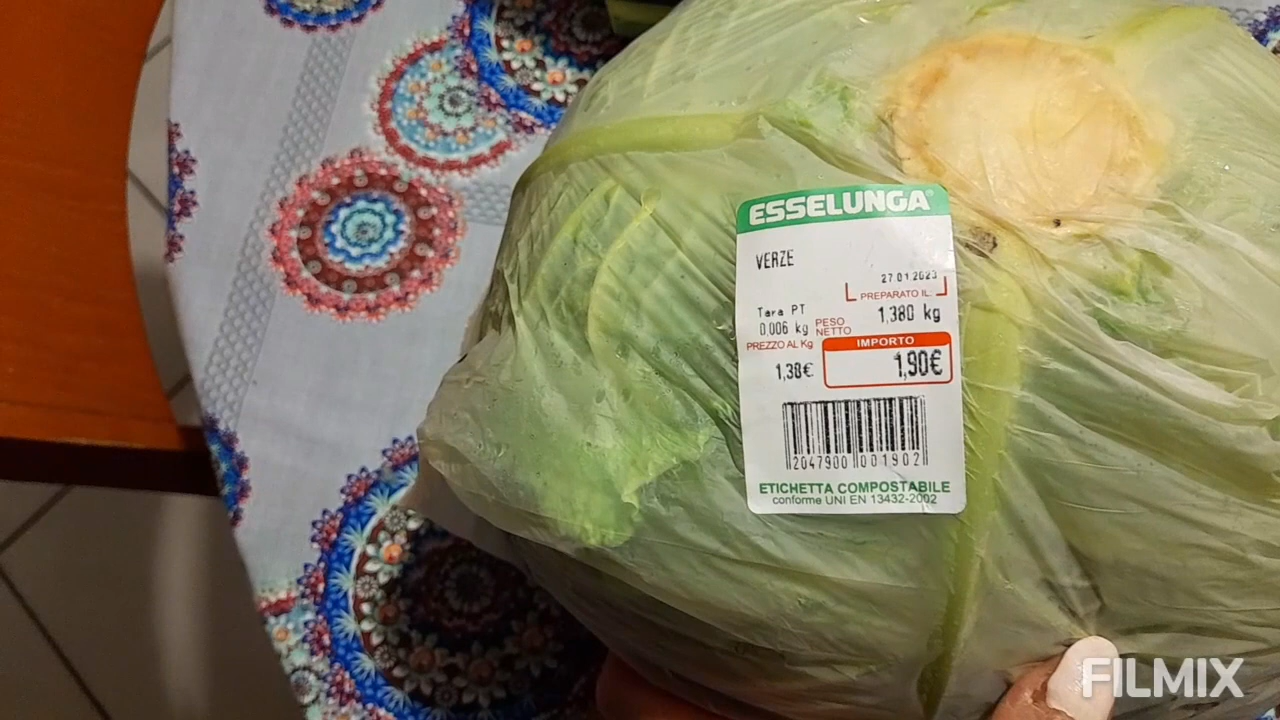 ESSELUNGA®
VERZE
27.01.2023
PREPARATO IL:
Tara PT
0,006 kg
PESO
NETTO
1,380 kg
PREZZO AL Kg
1,38€
IMPORTO
1,90€
2047900 001902
ETICHETTA COMPOSTABILE
conforme UNI EN 13432-2002
FILMIX